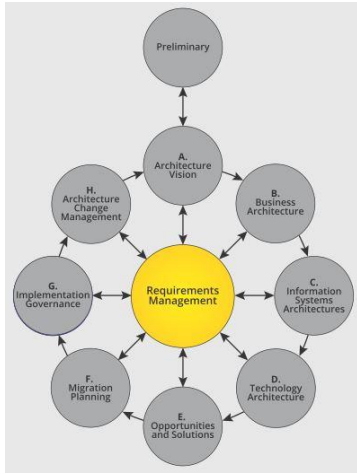 Preliminary
A.
Architecture
Vision
B.
Business
Architecture
C.
Information
Systems
Architectures
D.
Technology
Architecture
E.
Opportunities
and Solutions
F.
Migration
Planning
G.
Implementation
Governance
H.
Architecture
Change
Management
Requirements
Management